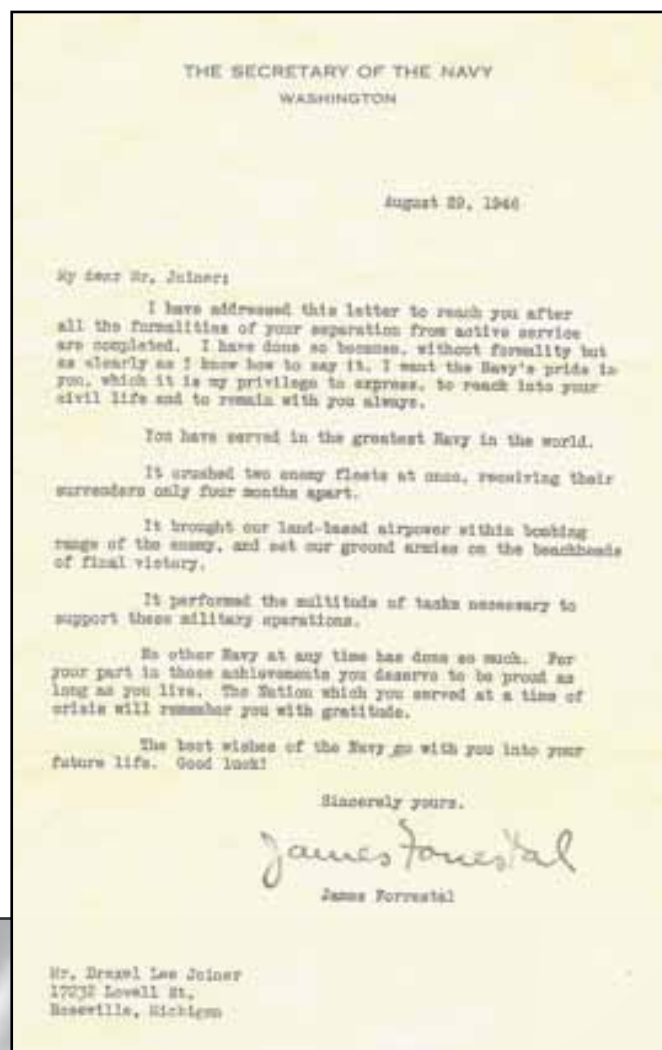 THE SECRETARY OF THE NAVY
WASHINGTON
August 29, 1946
My dear Mr. Joiner:
I have addressed this letter to reach you after
all the formalities of your separation from active service
are completed. I have done so because, without formality but
as clearly as I know how to say it, I want the Navy's pride in
you, which it is my privilege to express, to reach into your
civil life and to remain with you always.
You have served in the greatest Navy in the world.
It crushed two enemy fleets at once, receiving their
surrenders only four months apart.
It brought our land-based airpower within bombing
range of the enemy, and set our ground armies on the beachheads
of final victory.
It performed the multitude of tasks necessary to
support these military operations.
No other Navy at any time has done so much. For
your part in these achievements you deserve to be proud as
long as you live. The Nation which you served at a time of
crisis will remember you with gratitude.
The best wishes of the Navy go with you into your
future life. Good luck!
Sincerely yours,
James Forrestal
James Forrestal
Mr. Drexel Lee Joiner
17232 Lovell St.
Roseville, Michigan